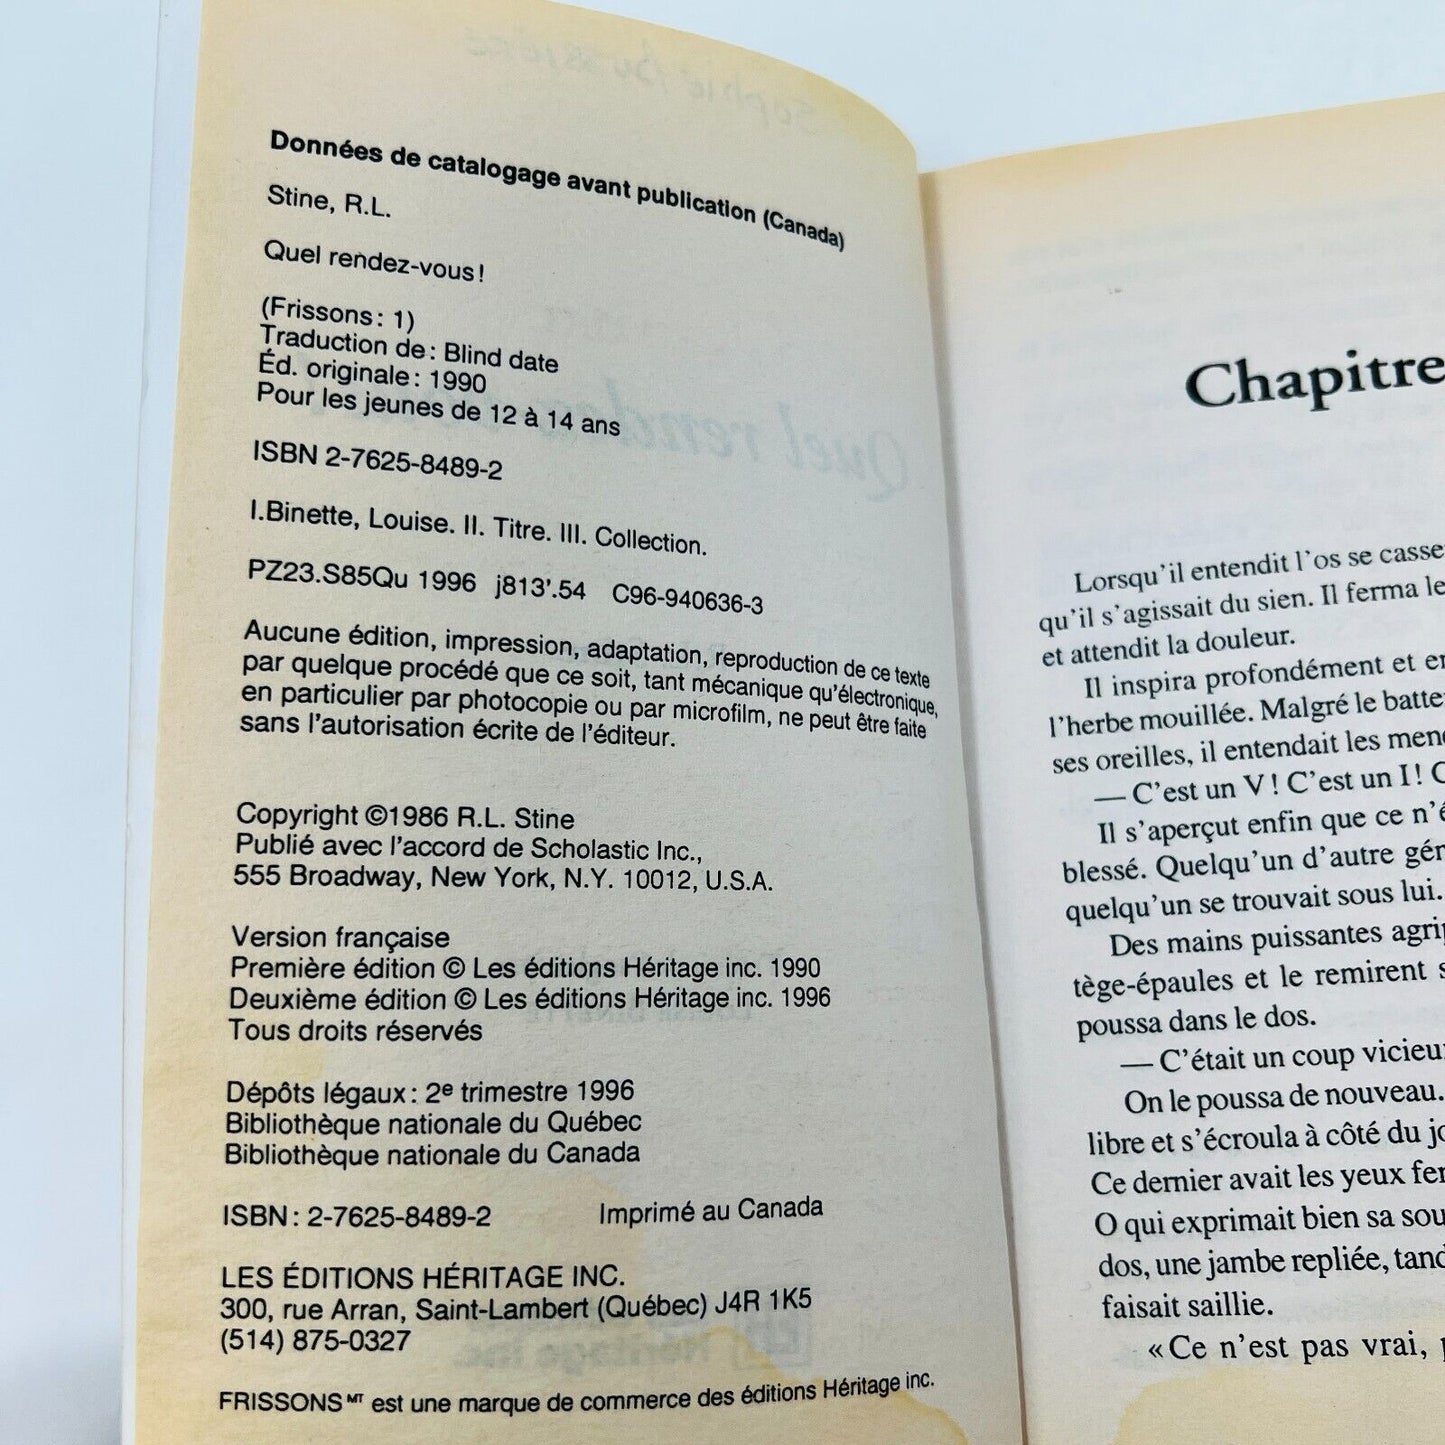 Données de catalogage avant publication (Canada)
Stine, R.L.
Quel rendez-vous!
(Frissons: 1)
Traduction de: Blind date
Éd. originale: 1990
Pour les jeunes de 12 à 14 ans
ISBN 2-7625-8489-2
I.Binette, Louise. II. Titre. III. Collection.
PZ23.S85Qu 1996 j813'.54 C96-940636-3
Aucune édition, impression, adaptation, reproduction de ce texte
par quelque procédé que ce soit, tant mécanique qu'électronique,
en particulier par photocopie ou par microfilm, ne peut être faite
sans l'autorisation écrite de l'éditeur.
Copyright ©1986 R.L. Stine
Publié avec l'accord de Scholastic Inc.,
555 Broadway, New York, N.Y. 10012, U.S.A.
Version française
Première édition © Les éditions Héritage inc. 1990
Deuxième édition © Les éditions Héritage inc. 1996
Tous droits réservés
Dépôts légaux: 2e trimestre 1996
Bibliothèque nationale du Québec
Bibliothèque nationale du Canada
ISBN: 2-7625-8489-2 Imprimé au Canada
LES ÉDITIONS HÉRITAGE INC.
300, rue Arran, Saint-Lambert (Québec) J4R 1K5
(514) 875-0327
FRISSONS MT est une marque de commerce des éditions Héritage inc.
Chapitre
Lorsqu'il entendit l'os se casse
qu'il s'agissait du sien. Il ferma le
et attendit la douleur.
Il inspira profondément et en
l'herbe mouillée. Malgré le batte
ses oreilles, il entendait les men
— C'est un V! C'est un I! C
Il s'aperçut enfin que ce n'é
blessé. Quelqu'un d'autre gén
quelqu'un se trouvait sous lui.
Des mains puissantes agrip
tège-épaules et le remirent s
poussa dans le dos.
— C'était un coup vicieu
On le poussa de nouveau.
libre et s'écroula à côté du jo
Ce dernier avait les yeux fer
O qui exprimait bien sa sou
dos, une jambe repliée, tand
faisait saillie.
«Ce n'est pas vrai, p